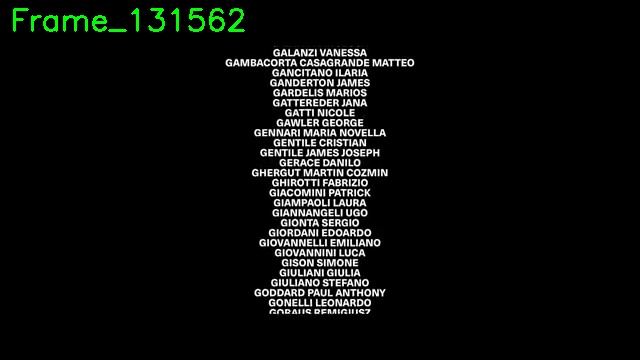 Frame_131562
GALANZI VANESSA
GAMBACORTA CASAGRANDE MATTEO
GANCITANO ILARIA
GANDERTON JAMES
GARDELIS MARIOS
GATTEREDER JANA
GATTI NICOLE
GAWLER GEORGE
GENNARI MARIA NOVELLA
GENTILE CRISTIAN
GENTILE JAMES JOSEPH
GERACE DANILO
GHERGUT MARTIN COZMIN
GHIROTTI FABRIZIO
GIACOMINI PATRICK
GIAMPAOLI LAURA
GIANNANGELI UGO
GIONTA SERGIO
GIORDANI EDOARDO
GIOVANNELLI EMILIANO
GIOVANNINI LUCA
GISON SIMONE
GIULIANI GIULIA
GIULIANO STEFANO
GODDARD PAUL ANTHONY
GONELLI LEONARDO
GORAUS REMIGIUSZ